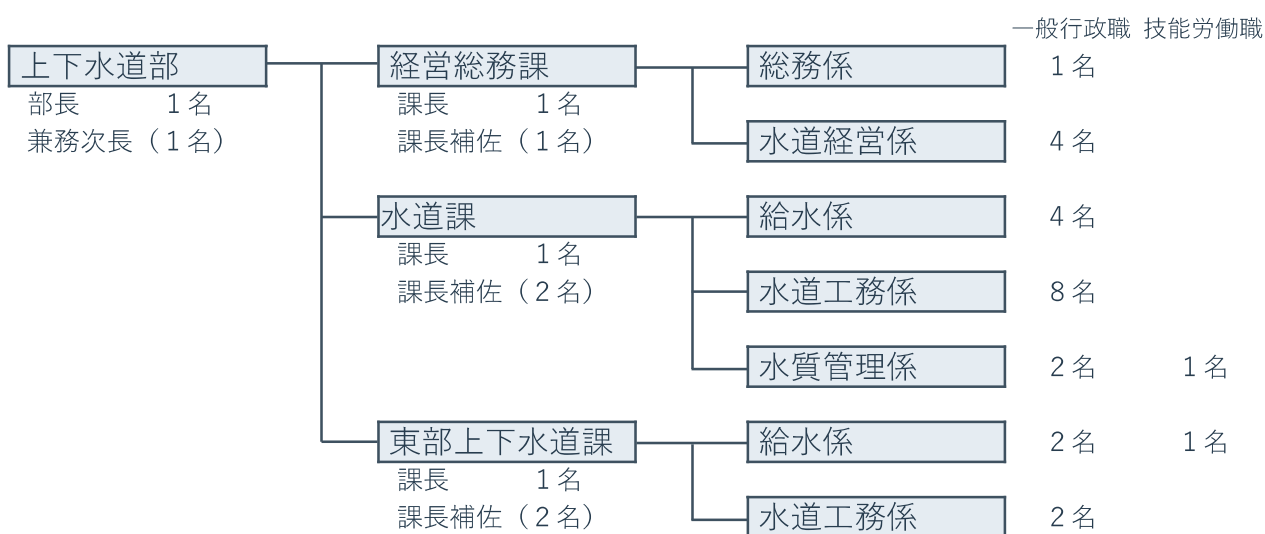 一般行政職 技能労働職
上下水道部 経営総務課 総務係 1名
部長 1名 課長 1名
兼務次長（1名） 課長補佐（1名） 水道経営係 4名
水道課 給水係 4名
課長 1名
課長補佐（2名） 水道工務係 8名
水質管理係 2名 1名
東部上下水道課 給水係 2名 1名
課長 1名
課長補佐（2名） 水道工務係 2名